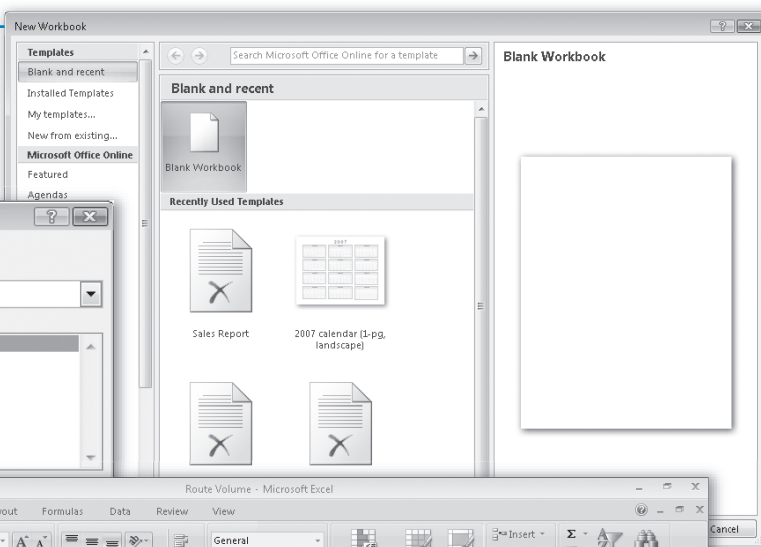 New Workbook
Templates
Blank and recent
Installed Templates
My templates...
New from existing...
Microsoft Office Online
Featured
Agendas
Search Microsoft Office Online for a template
Blank and recent
Blank Workbook
Recently Used Templates
2007
Sales Report
2007 calendar (1-pg,
landscape)
Blank Workbook
Cancel
Route Volume - Microsoft Excel
yout Formulas Data Review View
General
Insert